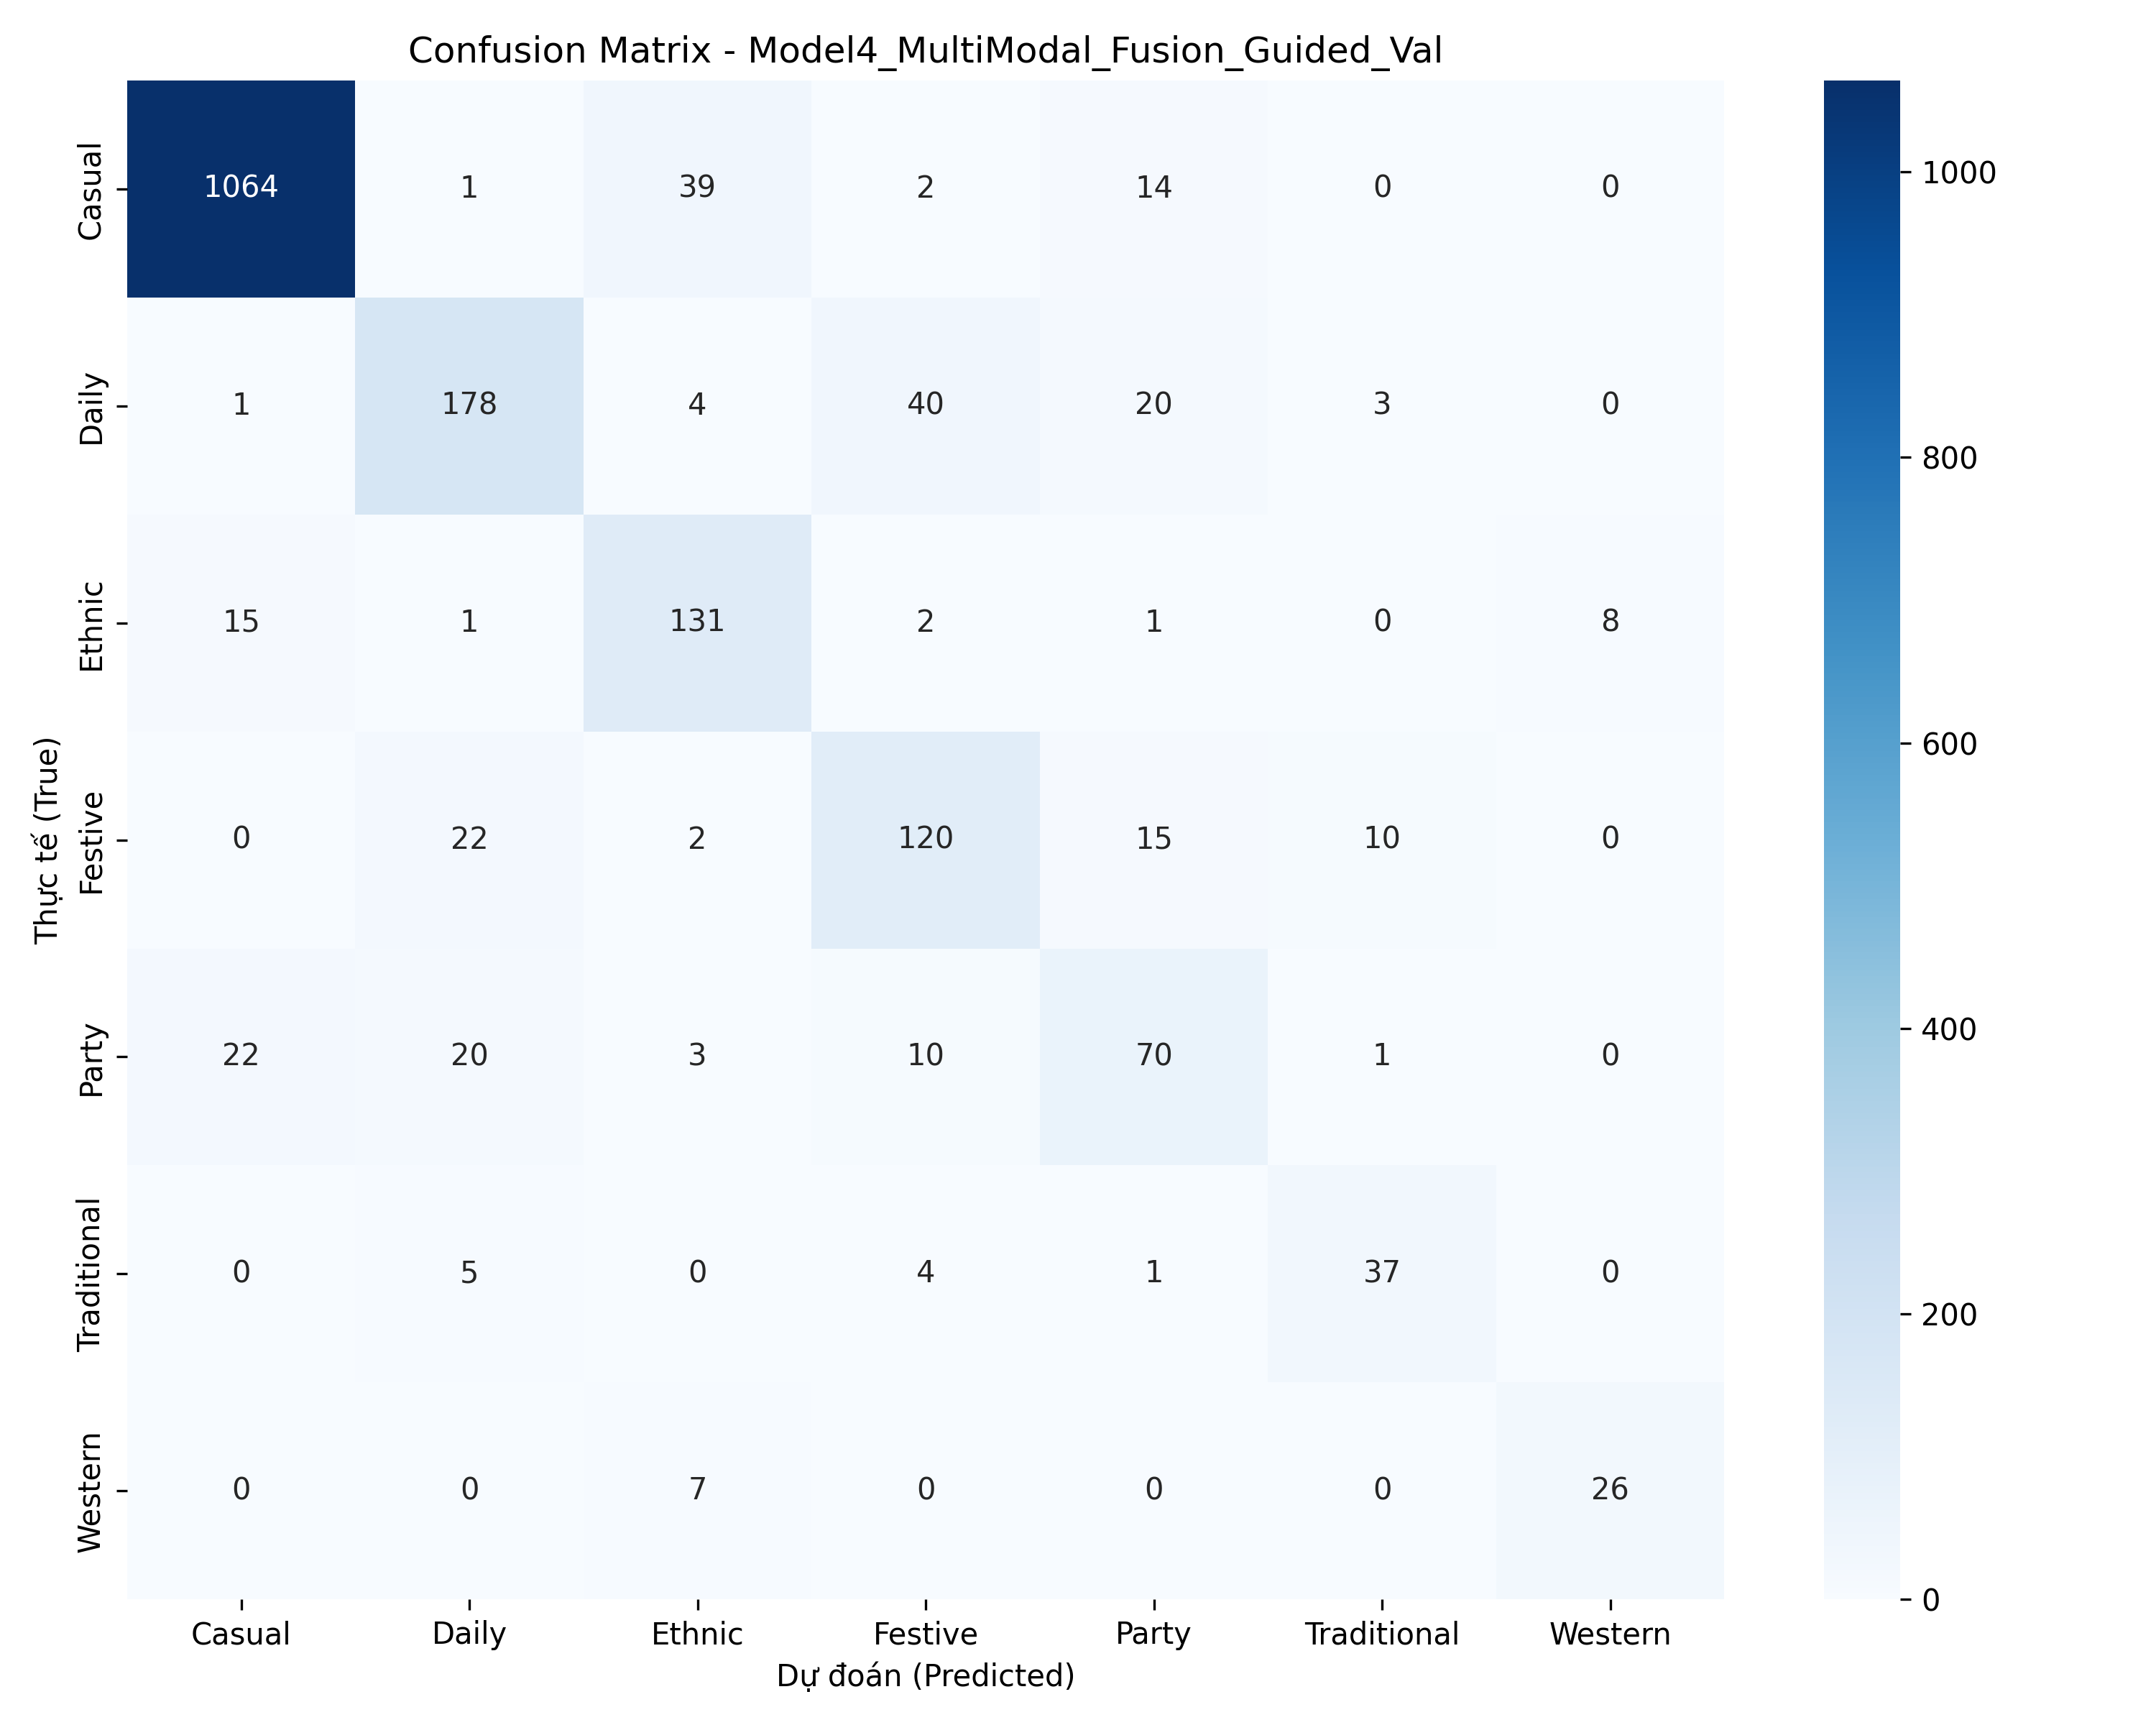 Confusion Matrix - Model4_MultiModal_Fusion_Guided_Val
Thực tế (True)
Casual 1064 1 39 2 14 0 0
Daily 1 178 4 40 20 3 0
Ethnic 15 1 131 2 1 0 8
Festive 0 22 2 120 15 10 0
Party 22 20 3 10 70 1 0
Traditional 0 5 0 4 1 37 0
Western 0 0 7 0 0 0 26
Casual Daily Ethnic Festive Party Traditional Western
Dự đoán (Predicted)
1000
800
600
400
200
0